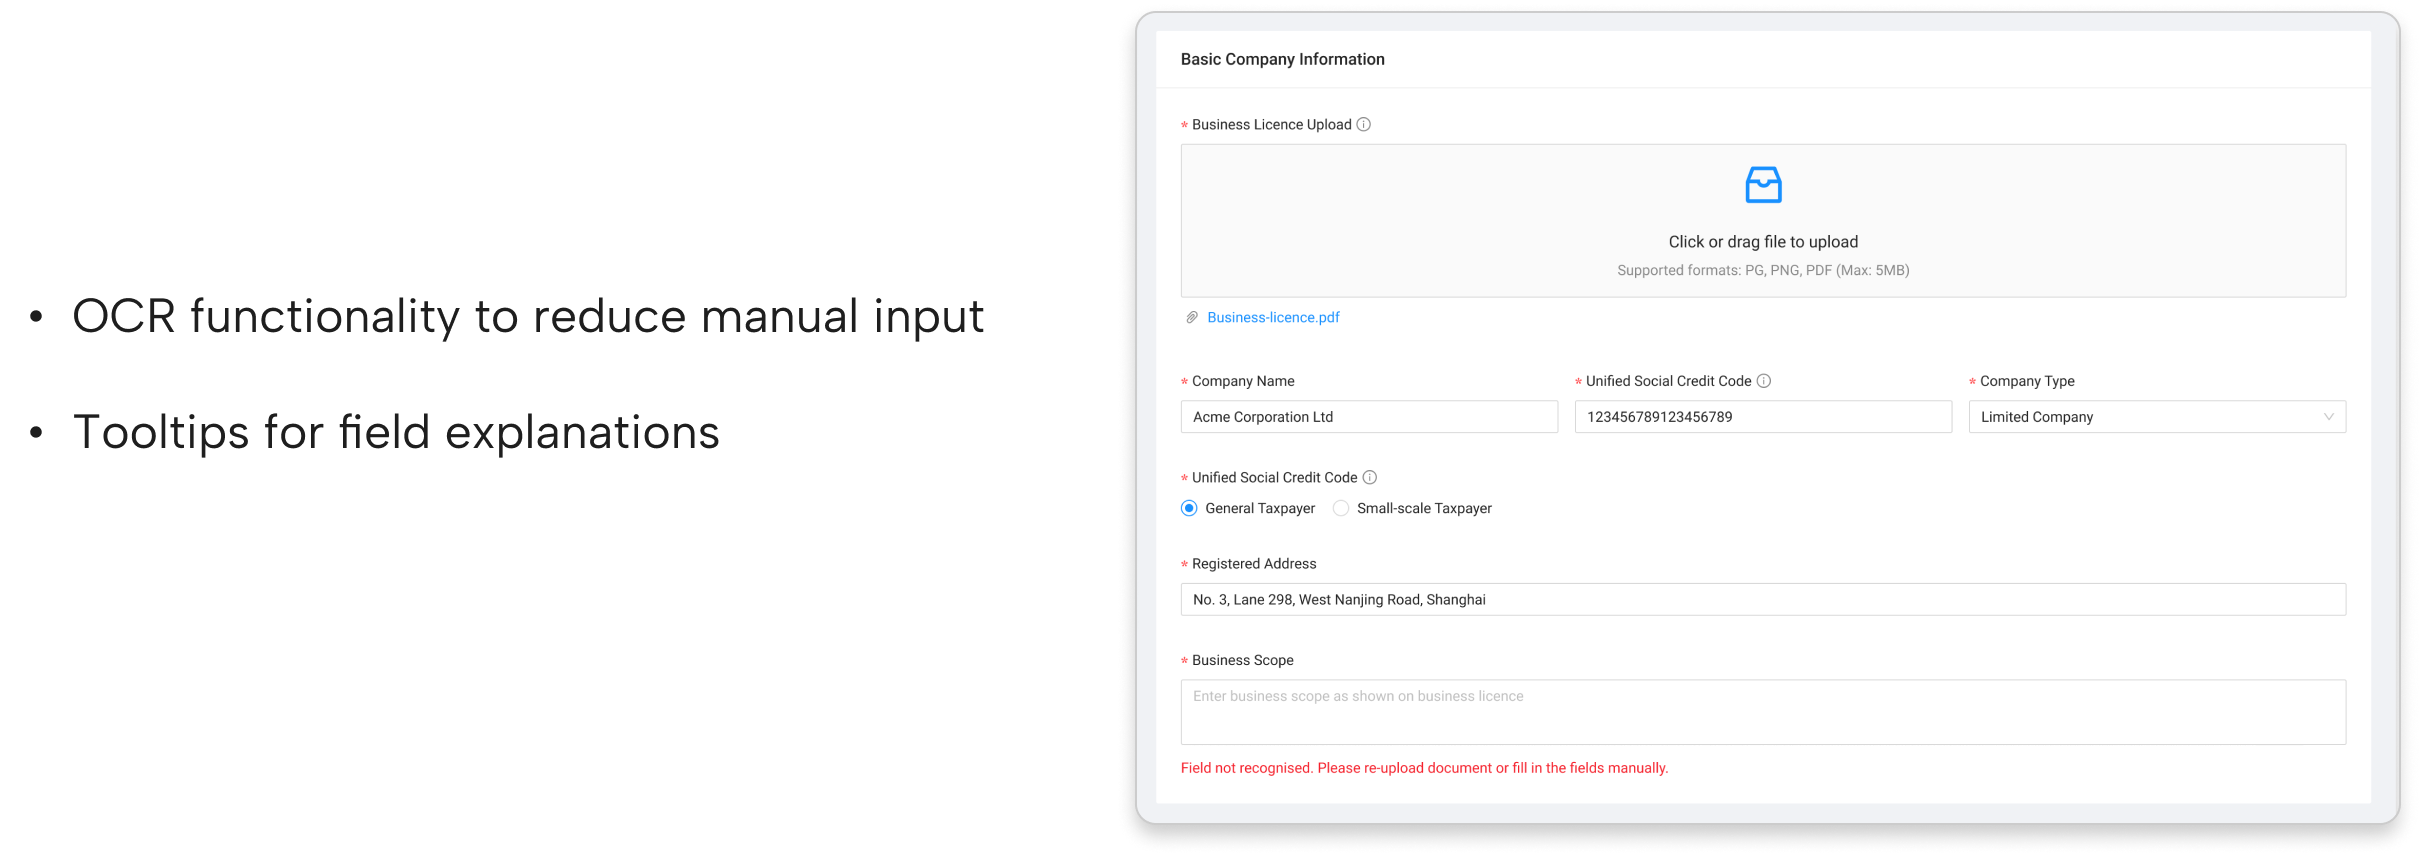 • OCR functionality to reduce manual input
• Tooltips for field explanations
Basic Company Information
* Business Licence Upload
Click or drag file to upload
Supported formats: PG, PNG, PDF (Max: 5MB)
Business-licence.pdf
* Company Name
Acme Corporation Ltd
* Unified Social Credit Code
123456789123456789
* Company Type
Limited Company
* Unified Social Credit Code
General Taxpayer
Small-scale Taxpayer
* Registered Address
No. 3, Lane 298, West Nanjing Road, Shanghai
* Business Scope
Enter business scope as shown on business licence
Field not recognised. Please re-upload document or fill in the fields manually.